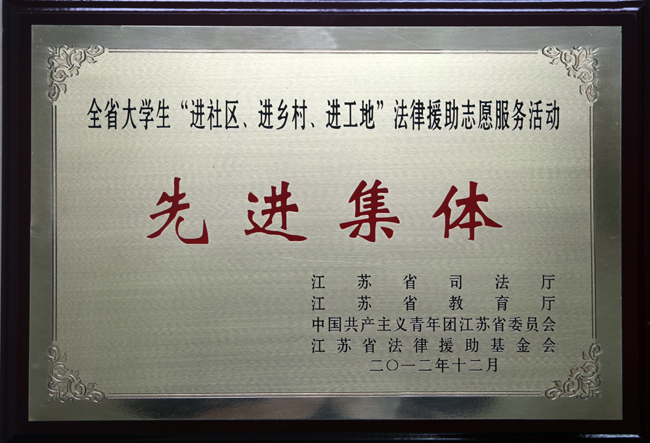 全省大学生“进社区、进乡村、进工地”法律援助志愿服务活动
先进集体
江苏省司法厅
江苏省教育厅
中国共产主义青年团江苏省委员会
江苏省法律援助基金会
二〇一二年十二月